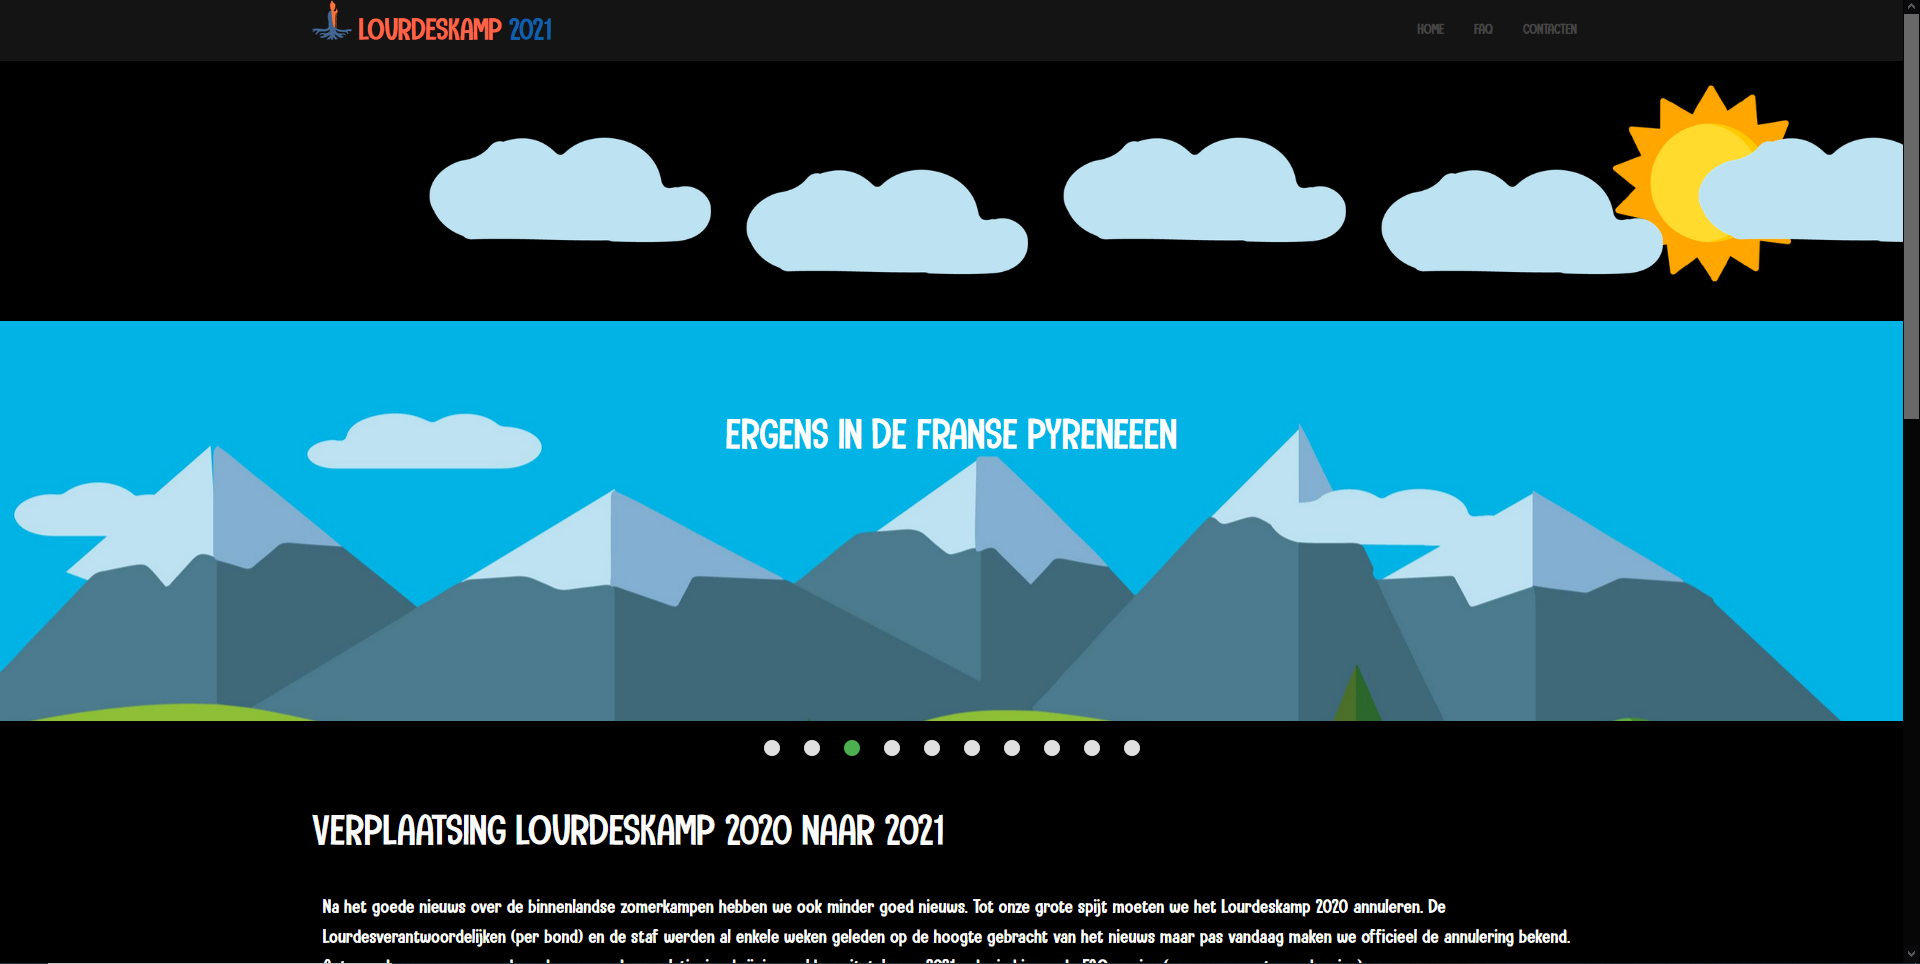 LOURDESKAMP 2021
HOME FAQ CONTACTEN
ERGENS IN DE FRANSE PYRENEEEN
VERPLAATSING LOURDESKAMP 2020 NAAR 2021
Na het goede nieuws over de binnenlandse zomerkampen hebben we ook minder goed nieuws. Tot onze grote spijt moeten we het Lourdeskamp 2020 annuleren. De
Lourdesverantwoordelijken (per bond) en de staf werden al enkele weken geleden op de hoogte gebracht van het nieuws maar pas vandaag maken we officieel de annulering bekend.